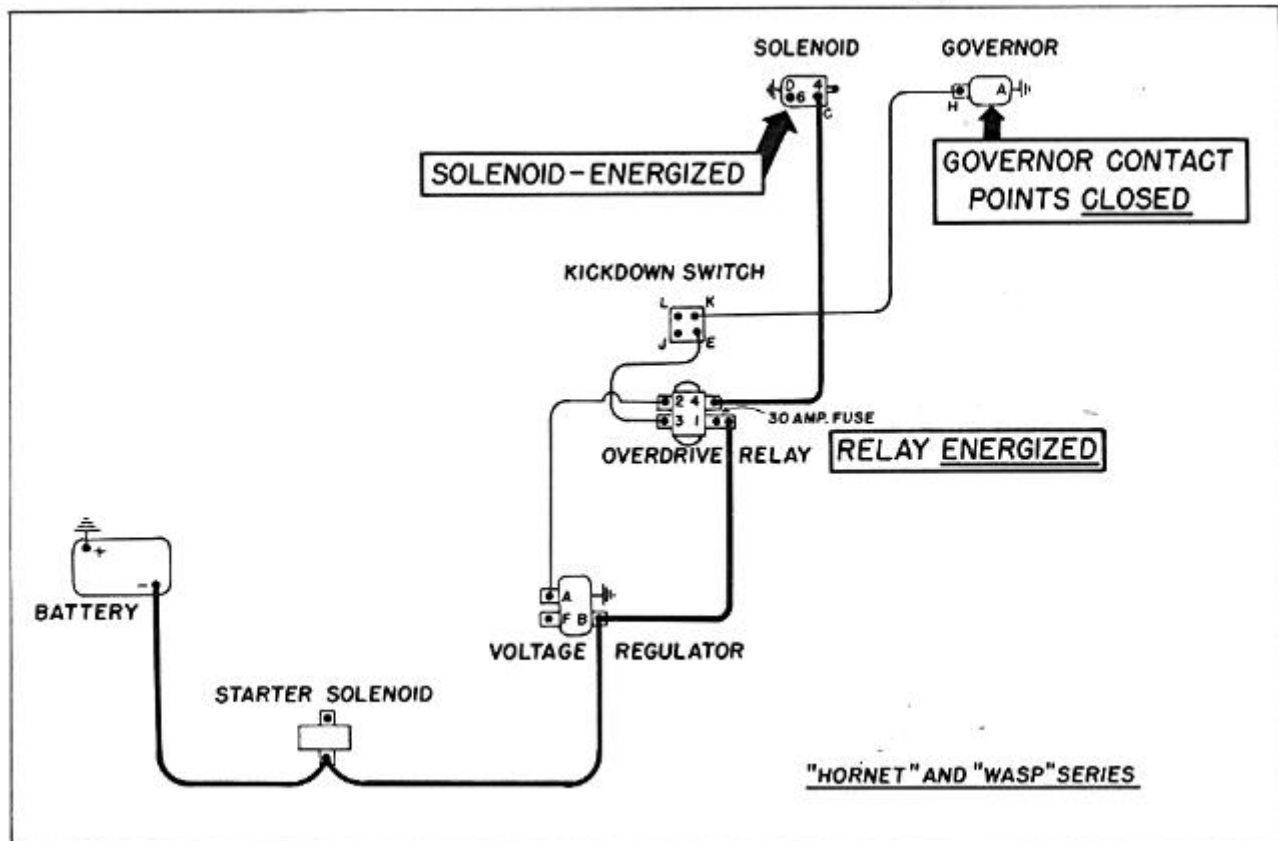 SOLENOID
GOVERNOR
D 4
6
C
H
A
SOLENOID-ENERGIZED
GOVERNOR CONTACT
POINTS CLOSED
KICKDOWN SWITCH
L K
J E
2 4
3 1
30 AMP. FUSE
OVERDRIVE RELAY
RELAY ENERGIZED
+
-
BATTERY
A
F B
VOLTAGE REGULATOR
STARTER SOLENOID
"HORNET" AND "WASP" SERIES